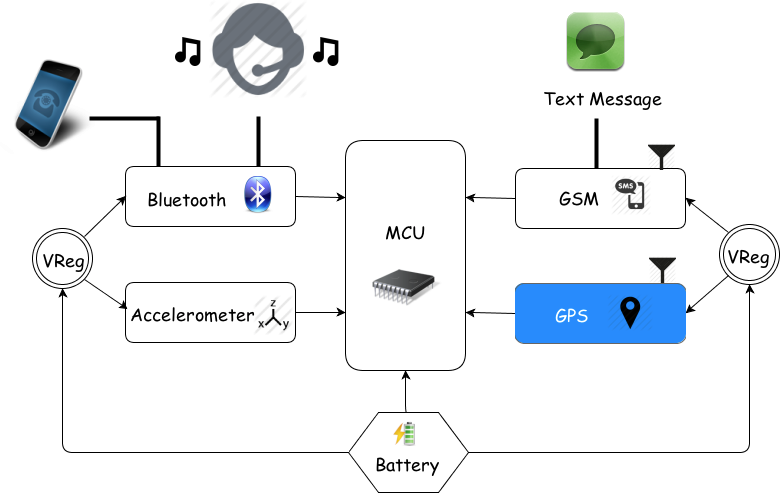 Text Message
Bluetooth
SMS
GSM
MCU
VReg
VReg
Accelerometer
z
x
y
GPS
Battery